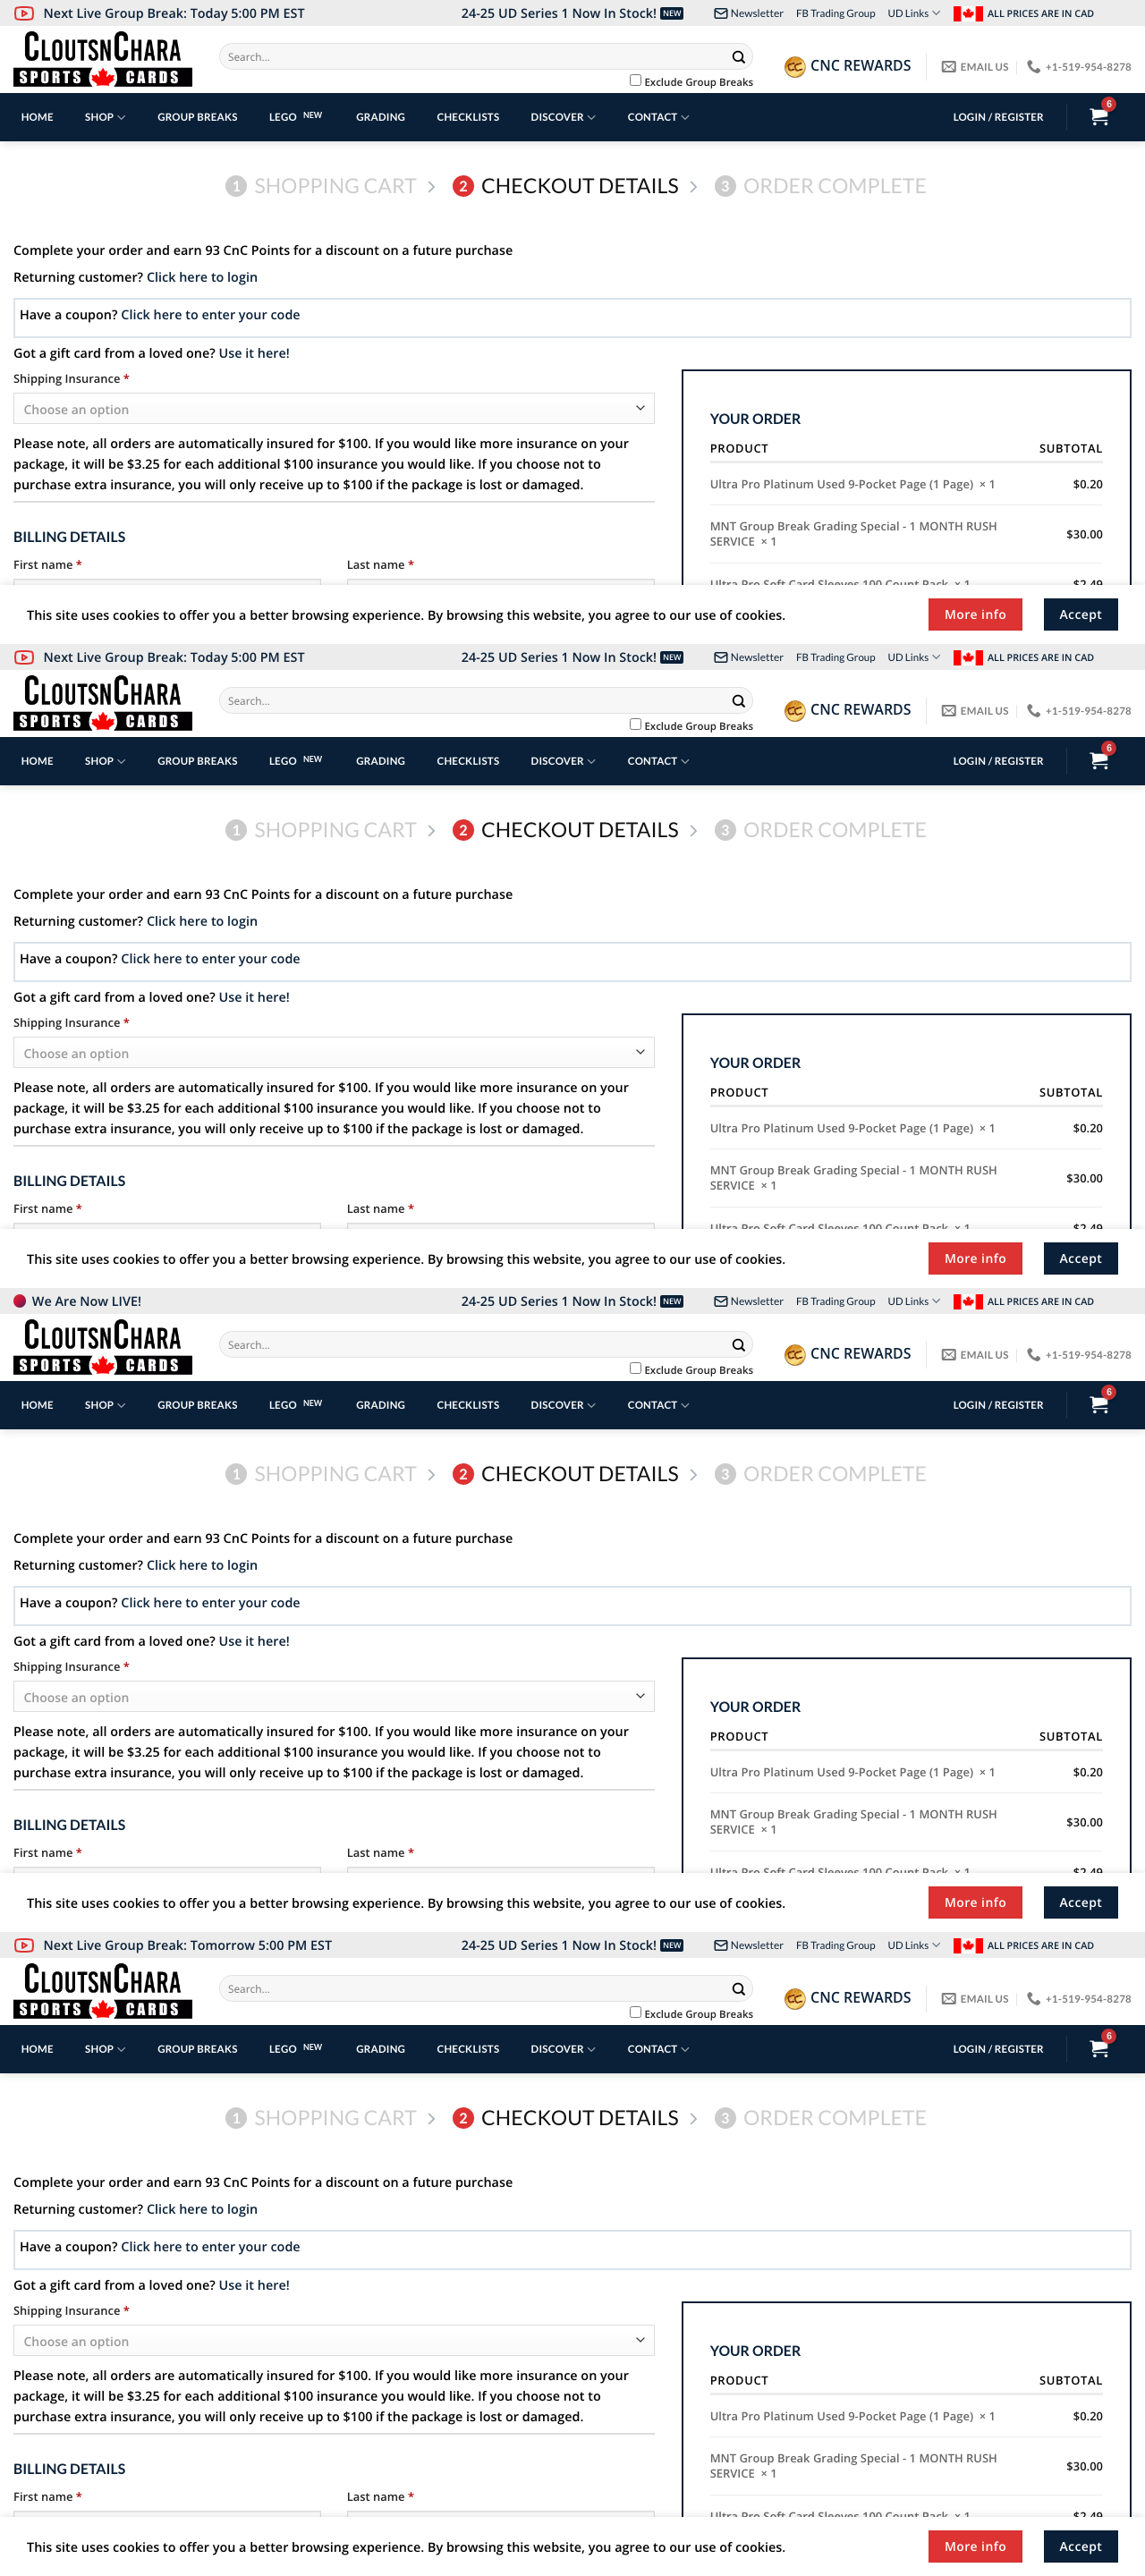 Next Live Group Break: Today 5:00 PM EST
24-25 UD Series 1 Now In Stock! NEW
Newsletter
FB Trading Group
UD Links
ALL PRICES ARE IN CAD
CLOUTSNCHARA
SPORTS CARDS
Search...
Exclude Group Breaks
CNC REWARDS
EMAIL US
+1-519-954-8278
HOME
SHOP
GROUP BREAKS
LEGO NEW
GRADING
CHECKLISTS
DISCOVER
CONTACT
LOGIN / REGISTER
6
1 SHOPPING CART
2 CHECKOUT DETAILS
3 ORDER COMPLETE
Complete your order and earn 93 CnC Points for a discount on a future purchase
Returning customer? Click here to login
Have a coupon? Click here to enter your code
Got a gift card from a loved one? Use it here!
Shipping Insurance *
Choose an option
Please note, all orders are automatically insured for $100. If you would like more insurance on your
package, it will be $3.25 for each additional $100 insurance you would like. If you choose not to
purchase extra insurance, you will only receive up to $100 if the package is lost or damaged.
BILLING DETAILS
First name *
Last name *
YOUR ORDER
PRODUCT SUBTOTAL
Ultra Pro Platinum Used 9-Pocket Page (1 Page) × 1 $0.20
MNT Group Break Grading Special - 1 MONTH RUSH
SERVICE × 1 $30.00
Ultra Pro Soft Card Sleeves 100 Count Pack × 1 $2.49
This site uses cookies to offer you a better browsing experience. By browsing this website, you agree to our use of cookies.
More info
Accept
Next Live Group Break: Today 5:00 PM EST
24-25 UD Series 1 Now In Stock! NEW
Newsletter
FB Trading Group
UD Links
ALL PRICES ARE IN CAD
CLOUTSNCHARA
SPORTS CARDS
Search...
Exclude Group Breaks
CNC REWARDS
EMAIL US
+1-519-954-8278
HOME
SHOP
GROUP BREAKS
LEGO NEW
GRADING
CHECKLISTS
DISCOVER
CONTACT
LOGIN / REGISTER
6
1 SHOPPING CART
2 CHECKOUT DETAILS
3 ORDER COMPLETE
Complete your order and earn 93 CnC Points for a discount on a future purchase
Returning customer? Click here to login
Have a coupon? Click here to enter your code
Got a gift card from a loved one? Use it here!
Shipping Insurance *
Choose an option
Please note, all orders are automatically insured for $100. If you would like more insurance on your
package, it will be $3.25 for each additional $100 insurance you would like. If you choose not to
purchase extra insurance, you will only receive up to $100 if the package is lost or damaged.
BILLING DETAILS
First name *
Last name *
YOUR ORDER
PRODUCT SUBTOTAL
Ultra Pro Platinum Used 9-Pocket Page (1 Page) × 1 $0.20
MNT Group Break Grading Special - 1 MONTH RUSH
SERVICE × 1 $30.00
Ultra Pro Soft Card Sleeves 100 Count Pack × 1 $2.49
This site uses cookies to offer you a better browsing experience. By browsing this website, you agree to our use of cookies.
More info
Accept
We Are Now LIVE!
24-25 UD Series 1 Now In Stock! NEW
Newsletter
FB Trading Group
UD Links
ALL PRICES ARE IN CAD
CLOUTSNCHARA
SPORTS CARDS
Search...
Exclude Group Breaks
CNC REWARDS
EMAIL US
+1-519-954-8278
HOME
SHOP
GROUP BREAKS
LEGO NEW
GRADING
CHECKLISTS
DISCOVER
CONTACT
LOGIN / REGISTER
6
1 SHOPPING CART
2 CHECKOUT DETAILS
3 ORDER COMPLETE
Complete your order and earn 93 CnC Points for a discount on a future purchase
Returning customer? Click here to login
Have a coupon? Click here to enter your code
Got a gift card from a loved one? Use it here!
Shipping Insurance *
Choose an option
Please note, all orders are automatically insured for $100. If you would like more insurance on your
package, it will be $3.25 for each additional $100 insurance you would like. If you choose not to
purchase extra insurance, you will only receive up to $100 if the package is lost or damaged.
BILLING DETAILS
First name *
Last name *
YOUR ORDER
PRODUCT SUBTOTAL
Ultra Pro Platinum Used 9-Pocket Page (1 Page) × 1 $0.20
MNT Group Break Grading Special - 1 MONTH RUSH
SERVICE × 1 $30.00
Ultra Pro Soft Card Sleeves 100 Count Pack × 1 $2.49
This site uses cookies to offer you a better browsing experience. By browsing this website, you agree to our use of cookies.
More info
Accept
Next Live Group Break: Tomorrow 5:00 PM EST
24-25 UD Series 1 Now In Stock! NEW
Newsletter
FB Trading Group
UD Links
ALL PRICES ARE IN CAD
CLOUTSNCHARA
SPORTS CARDS
Search...
Exclude Group Breaks
CNC REWARDS
EMAIL US
+1-519-954-8278
HOME
SHOP
GROUP BREAKS
LEGO NEW
GRADING
CHECKLISTS
DISCOVER
CONTACT
LOGIN / REGISTER
6
1 SHOPPING CART
2 CHECKOUT DETAILS
3 ORDER COMPLETE
Complete your order and earn 93 CnC Points for a discount on a future purchase
Returning customer? Click here to login
Have a coupon? Click here to enter your code
Got a gift card from a loved one? Use it here!
Shipping Insurance *
Choose an option
Please note, all orders are automatically insured for $100. If you would like more insurance on your
package, it will be $3.25 for each additional $100 insurance you would like. If you choose not to
purchase extra insurance, you will only receive up to $100 if the package is lost or damaged.
BILLING DETAILS
First name *
Last name *
YOUR ORDER
PRODUCT SUBTOTAL
Ultra Pro Platinum Used 9-Pocket Page (1 Page) × 1 $0.20
MNT Group Break Grading Special - 1 MONTH RUSH
SERVICE × 1 $30.00
Ultra Pro Soft Card Sleeves 100 Count Pack × 1 $2.49
This site uses cookies to offer you a better browsing experience. By browsing this website, you agree to our use of cookies.
More info
Accept